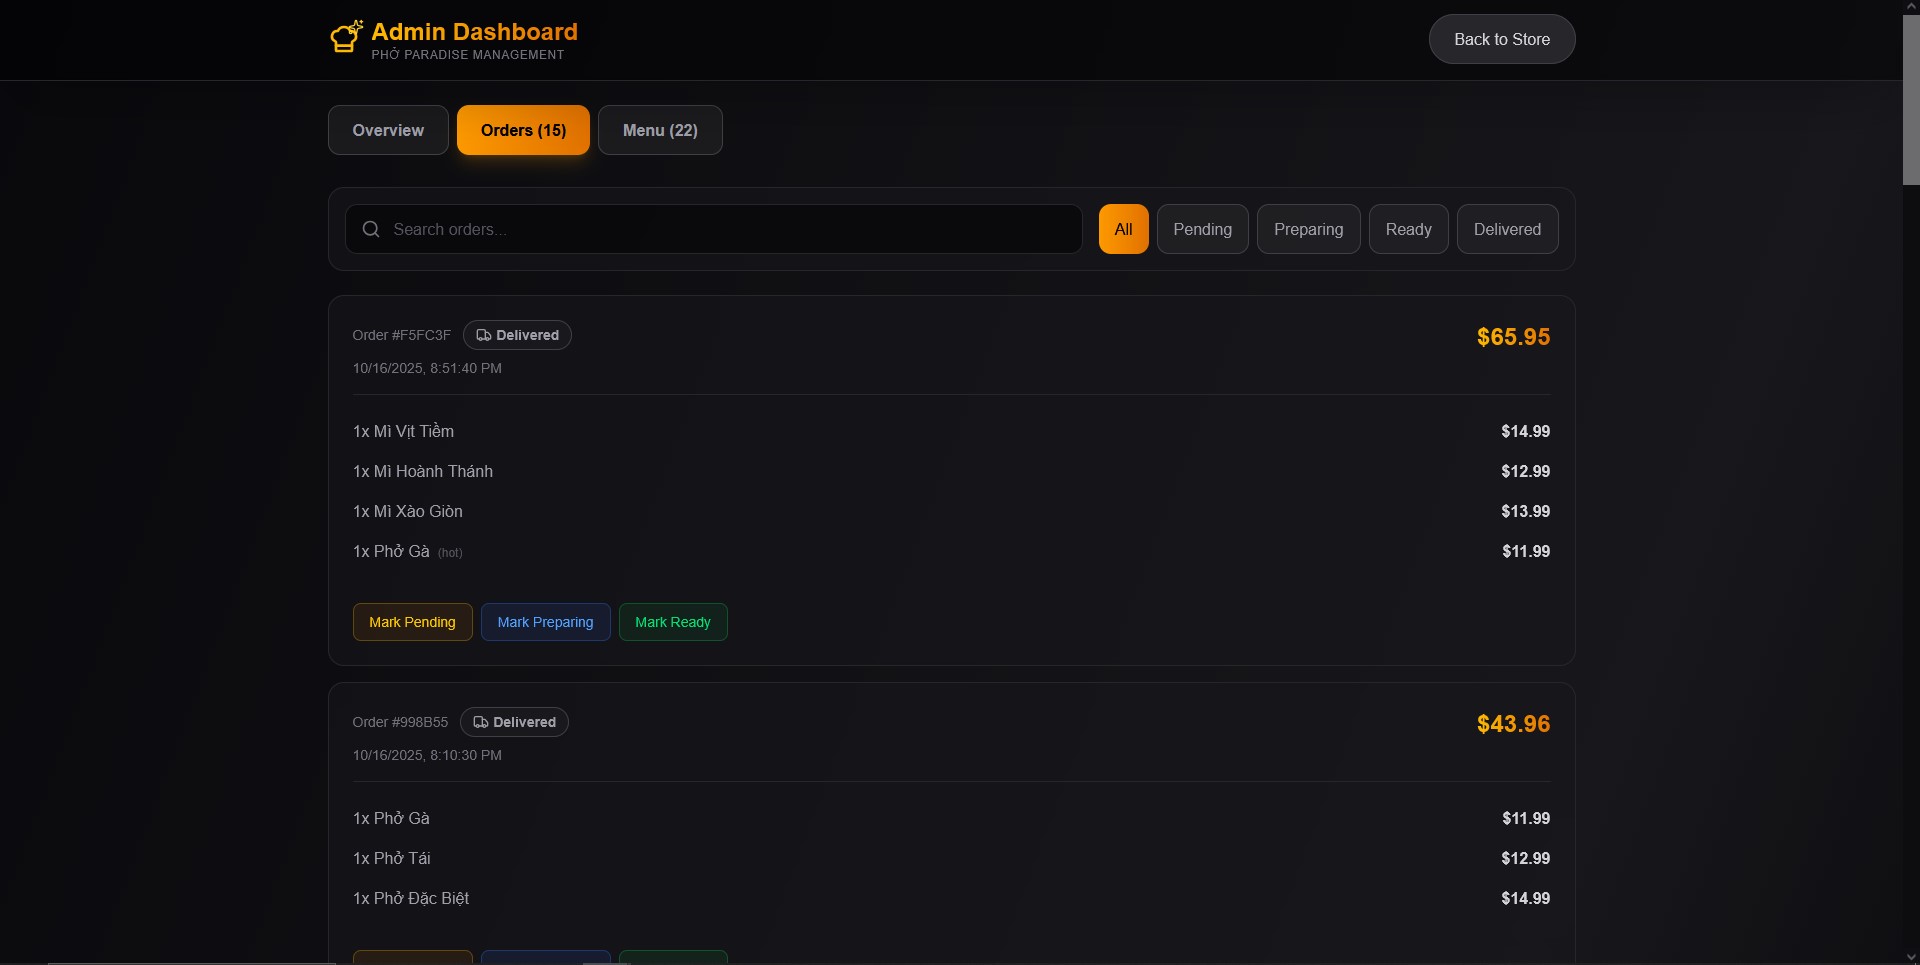 Admin Dashboard
PHỞ PARADISE MANAGEMENT
Back to Store
Overview
Orders (15)
Menu (22)
Search orders...
All
Pending
Preparing
Ready
Delivered
Order #F5FC3F
Delivered
$65.95
10/16/2025, 8:51:40 PM
1x Mì Vịt Tiềm
$14.99
1x Mì Hoành Thánh
$12.99
1x Mì Xào Giòn
$13.99
1x Phở Gà (hot)
$11.99
Mark Pending
Mark Preparing
Mark Ready
Order #998B55
Delivered
$43.96
10/16/2025, 8:10:30 PM
1x Phở Gà
$11.99
1x Phở Tái
$12.99
1x Phở Đặc Biệt
$14.99